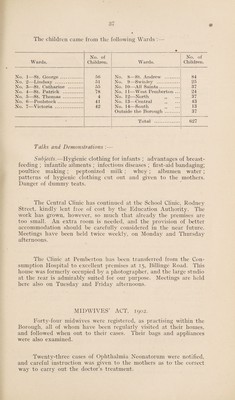 37
The children came from the following Wards :—
Wards. No. of Children. Wards. No. of Children.
No. 1—St. George
No. 2—Lindsay
No. 3—St. Catharine
No. 4—St. Patrick 78
No. 5—St. Thomas
No. 6—Poolstock 41
No. 7—Victoria 42
No. 8—St. Andrew 84
No. 9—Swinley 25
No. 10—All Saints 37
No. 11—West Pemberton 24
No. 12—North 37
No. 13—Central 43
No. 14—South 13
Outside the Borough 37
Total 627
Talks and Demonstrations :—
Subjects.—Hygienic clothing for infants; advantages of breast-
feeding; infantile ailments; infectious diseases; first-aid bandaging;
poultice making; peptonised milk; whey; albumen water;
patterns of hygienic clothing cut out and given to the mothers.
Danger of dummy teats.
The Central Clinic has continued at the School Clinic, Rodney
Street, kindly lent free of cost by the Education Authority. The
work has grown, however, so much that already the premises are
too small. An extra room is needed, and the provision of better
accommodation should be carefully considered in the near future.
Meetings have been held twice weekly, on Monday and Thursday
afternoons.
The Clinic at Pemberton has been transferred from the Con-
sumption Hospital to excellent premises at 15, Billinge Road. This
house was formerly occupied by a photographer, and the large studio
at the rear is admirably suited for our purpose. Meetings are held
here also on Tuesday and Friday afternoons.
MIDWIVES' ACT, 1902.
Forty-four midwives were registered, as practising within the
Borough, all of whom have been regularly visited at their homes,
and followed when out to their cases. Their bags and appliances
were also examined.
Twenty-three cases of Ophthalmia Neonatorum were notified,
and careful instruction was given to the mothers as to the correct
way to carry out the doctor's treatment.